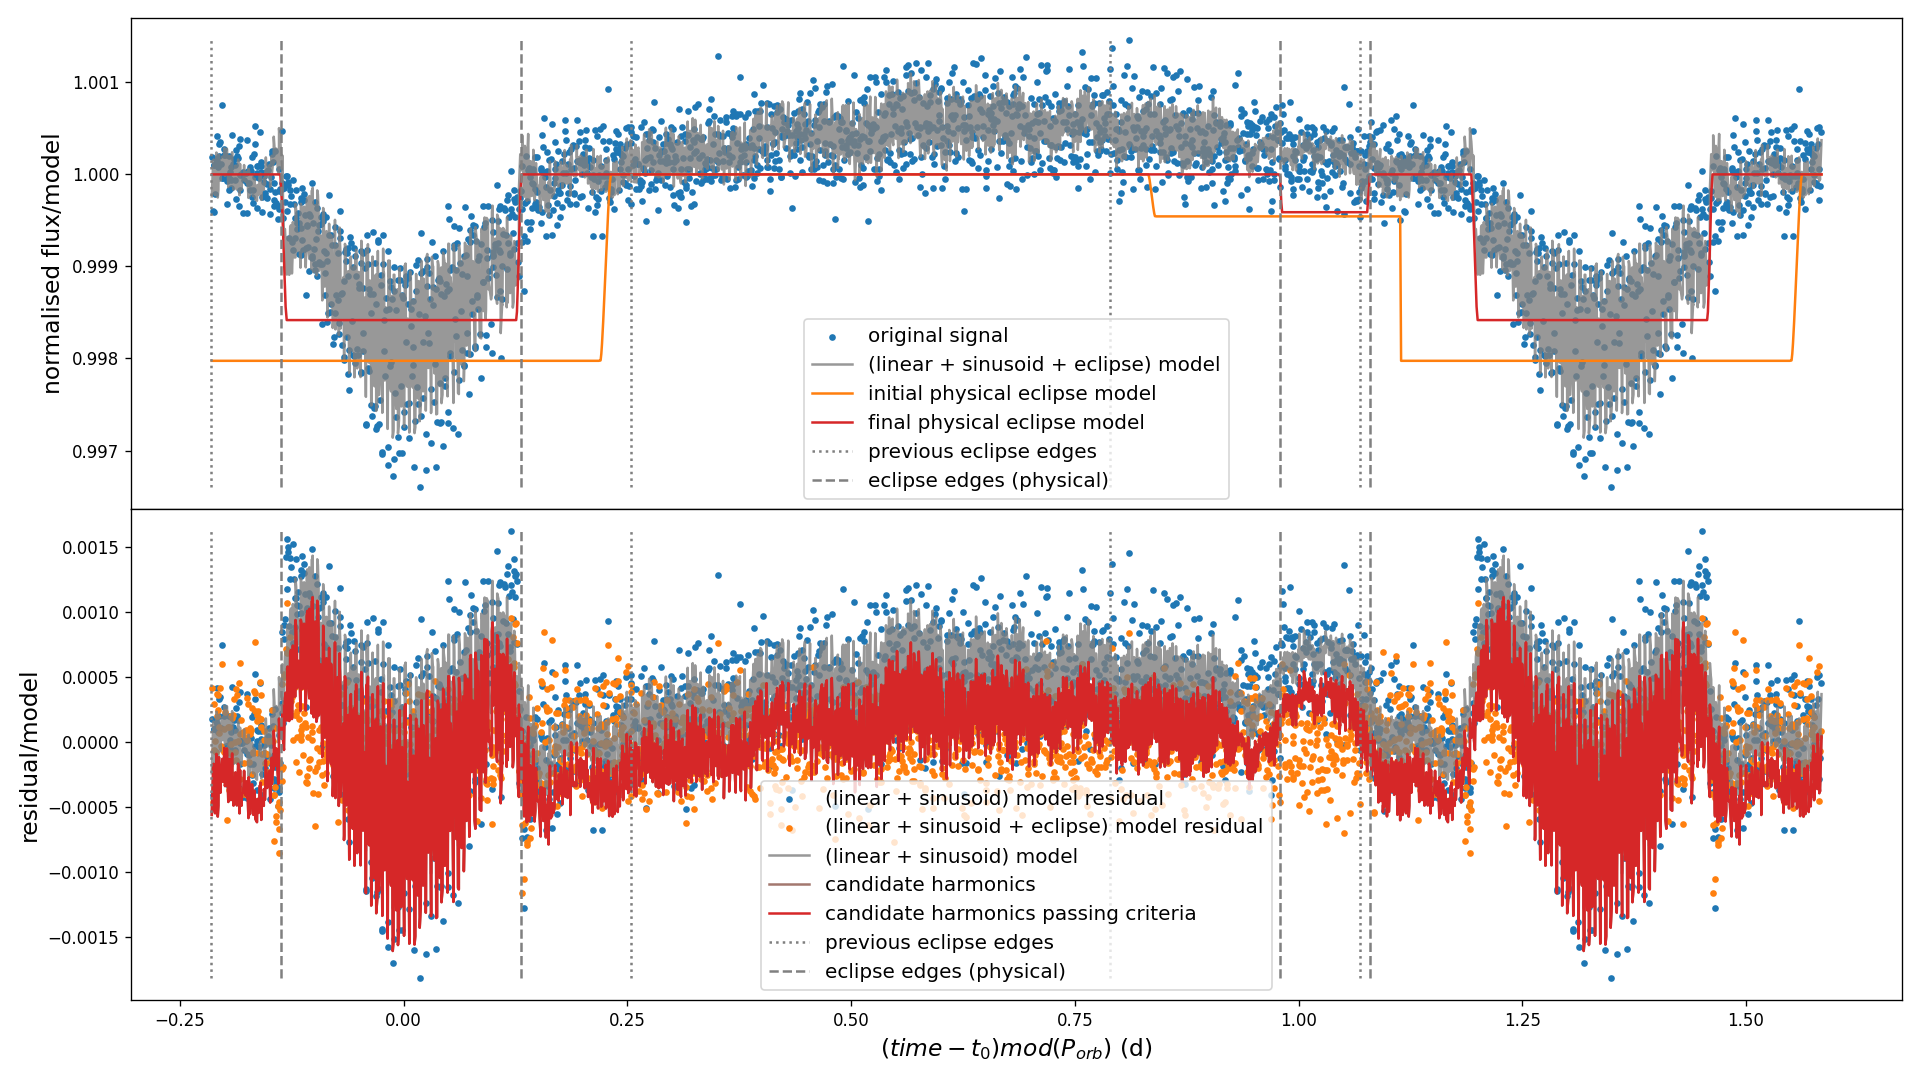 normalised flux/model
1.001
1.000
0.999
0.998
0.997
original signal
(linear + sinusoid + eclipse) model
initial physical eclipse model
final physical eclipse model
previous eclipse edges
eclipse edges (physical)
residual/model
0.0015
0.0010
0.0005
0.0000
−0.0005
−0.0010
−0.0015
(linear + sinusoid) model residual
(linear + sinusoid + eclipse) model residual
(linear + sinusoid) model
candidate harmonics
candidate harmonics passing criteria
previous eclipse edges
eclipse edges (physical)
−0.25 0.00 0.25 0.50 0.75 1.00 1.25 1.50
(time − t₀)mod(P_orb) (d)